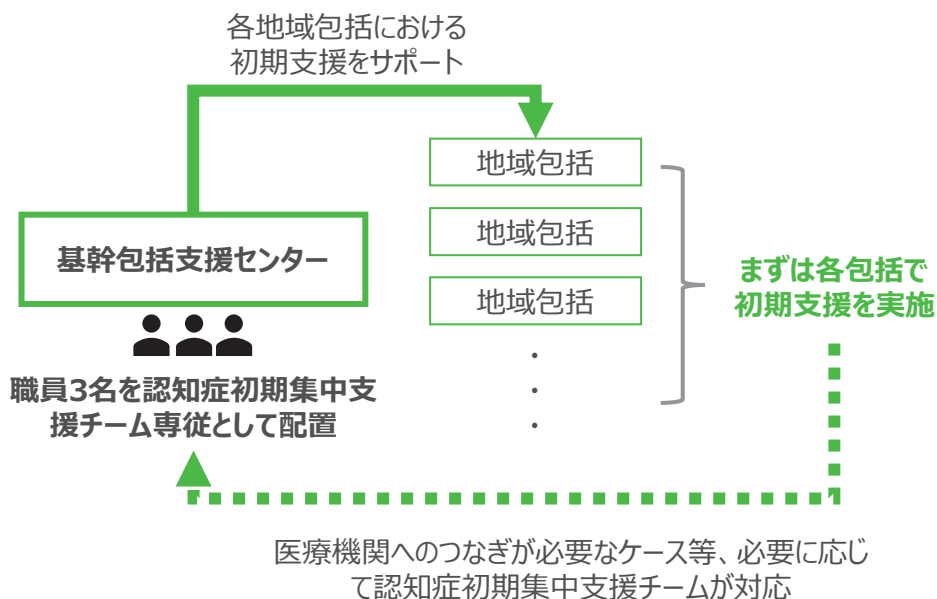 各地域包括における
初期支援をサポート
地域包括
地域包括
地域包括
・
・
・
基幹包括支援センター
職員3名を認知症初期集中支
援チーム専従として配置
まずは各包括で
初期支援を実施
医療機関へのつなぎが必要なケース等、必要に応じ
て認知症初期集中支援チームが対応